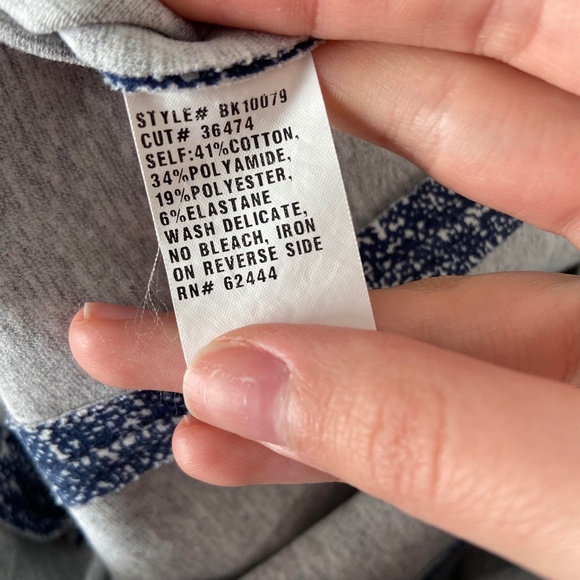 STYLE# BK10079
CUT# 36474
SELF:41%COTTON,
34%POLYAMIDE,
19%POLYESTER,
6%ELASTANE
WASH DELICATE,
NO BLEACH, IRON
ON REVERSE SIDE
RN# 62444